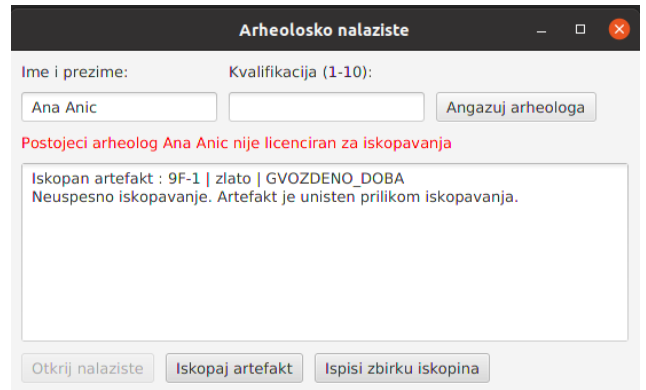 Arheolosko nalaziste
Ime i prezime: Kvalifikacija (1-10):
Ana Anic Angazuj arheologa
Postojeci arheolog Ana Anic nije licenciran za iskopavanja
Iskopan artefakt : 9F-1 | zlato | GVOZDENO_DOBA
Neuspesno iskopavanje. Artefakt je unisten prilikom iskopavanja.
Otkrij nalaziste Iskopaj artefakt Ispisi zbirku iskopina